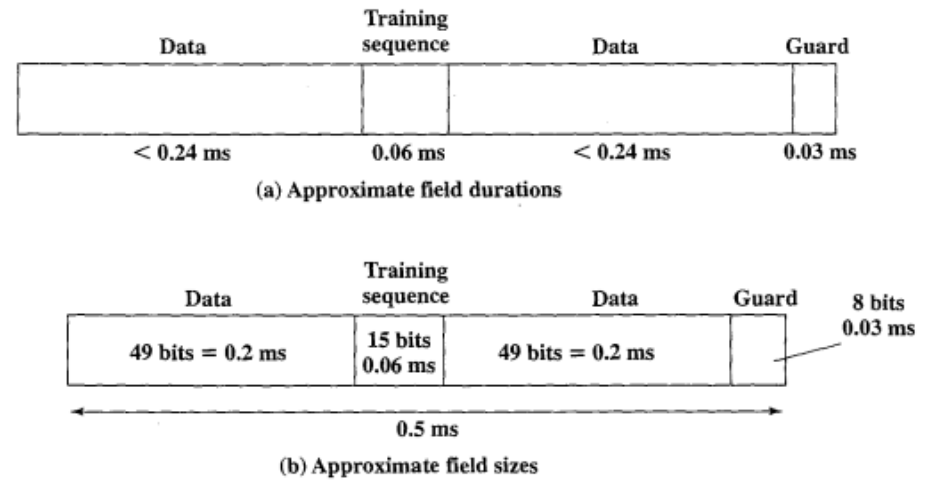 Training
Data sequence Data Guard
< 0.24 ms 0.06 ms < 0.24 ms 0.03 ms
(a) Approximate field durations
Training
Data sequence Data Guard
8 bits
0.03 ms
49 bits = 0.2 ms 15 bits 49 bits = 0.2 ms
0.06 ms
0.5 ms
(b) Approximate field sizes